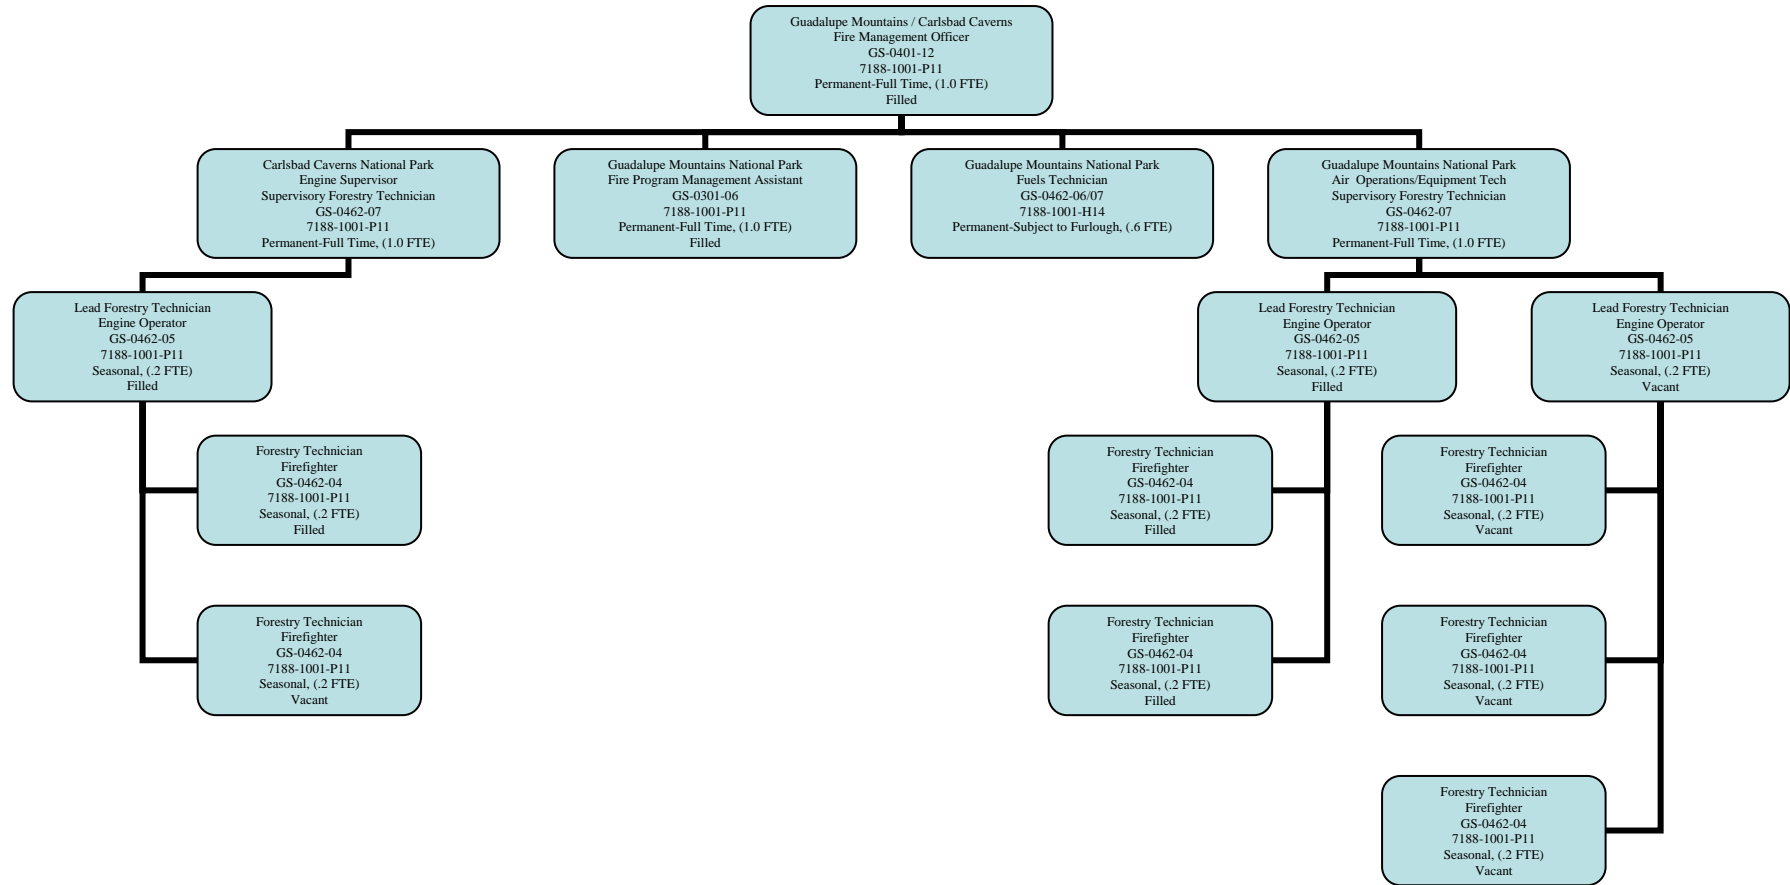 Guadalupe Mountains / Carlsbad Caverns
Fire Management Officer
GS-0401-12
7188-1001-P11
Permanent-Full Time, (1.0 FTE)
Filled
Carlsbad Caverns National Park
Engine Supervisor
Supervisory Forestry Technician
GS-0462-07
7188-1001-P11
Permanent-Full Time, (1.0 FTE)
Guadalupe Mountains National Park
Fire Program Management Assistant
GS-0301-06
7188-1001-P11
Permanent-Full Time, (1.0 FTE)
Filled
Guadalupe Mountains National Park
Fuels Technician
GS-0462-06/07
7188-1001-H14
Permanent-Subject to Furlough, (.6 FTE)
Guadalupe Mountains National Park
Air Operations/Equipment Tech
Supervisory Forestry Technician
GS-0462-07
7188-1001-P11
Permanent-Full Time, (1.0 FTE)
Lead Forestry Technician
Engine Operator
GS-0462-05
7188-1001-P11
Seasonal, (.2 FTE)
Filled
Lead Forestry Technician
Engine Operator
GS-0462-05
7188-1001-P11
Seasonal, (.2 FTE)
Filled
Lead Forestry Technician
Engine Operator
GS-0462-05
7188-1001-P11
Seasonal, (.2 FTE)
Vacant
Forestry Technician
Firefighter
GS-0462-04
7188-1001-P11
Seasonal, (.2 FTE)
Filled
Forestry Technician
Firefighter
GS-0462-04
7188-1001-P11
Seasonal, (.2 FTE)
Filled
Forestry Technician
Firefighter
GS-0462-04
7188-1001-P11
Seasonal, (.2 FTE)
Vacant
Forestry Technician
Firefighter
GS-0462-04
7188-1001-P11
Seasonal, (.2 FTE)
Vacant
Forestry Technician
Firefighter
GS-0462-04
7188-1001-P11
Seasonal, (.2 FTE)
Filled
Forestry Technician
Firefighter
GS-0462-04
7188-1001-P11
Seasonal, (.2 FTE)
Vacant
Forestry Technician
Firefighter
GS-0462-04
7188-1001-P11
Seasonal, (.2 FTE)
Vacant